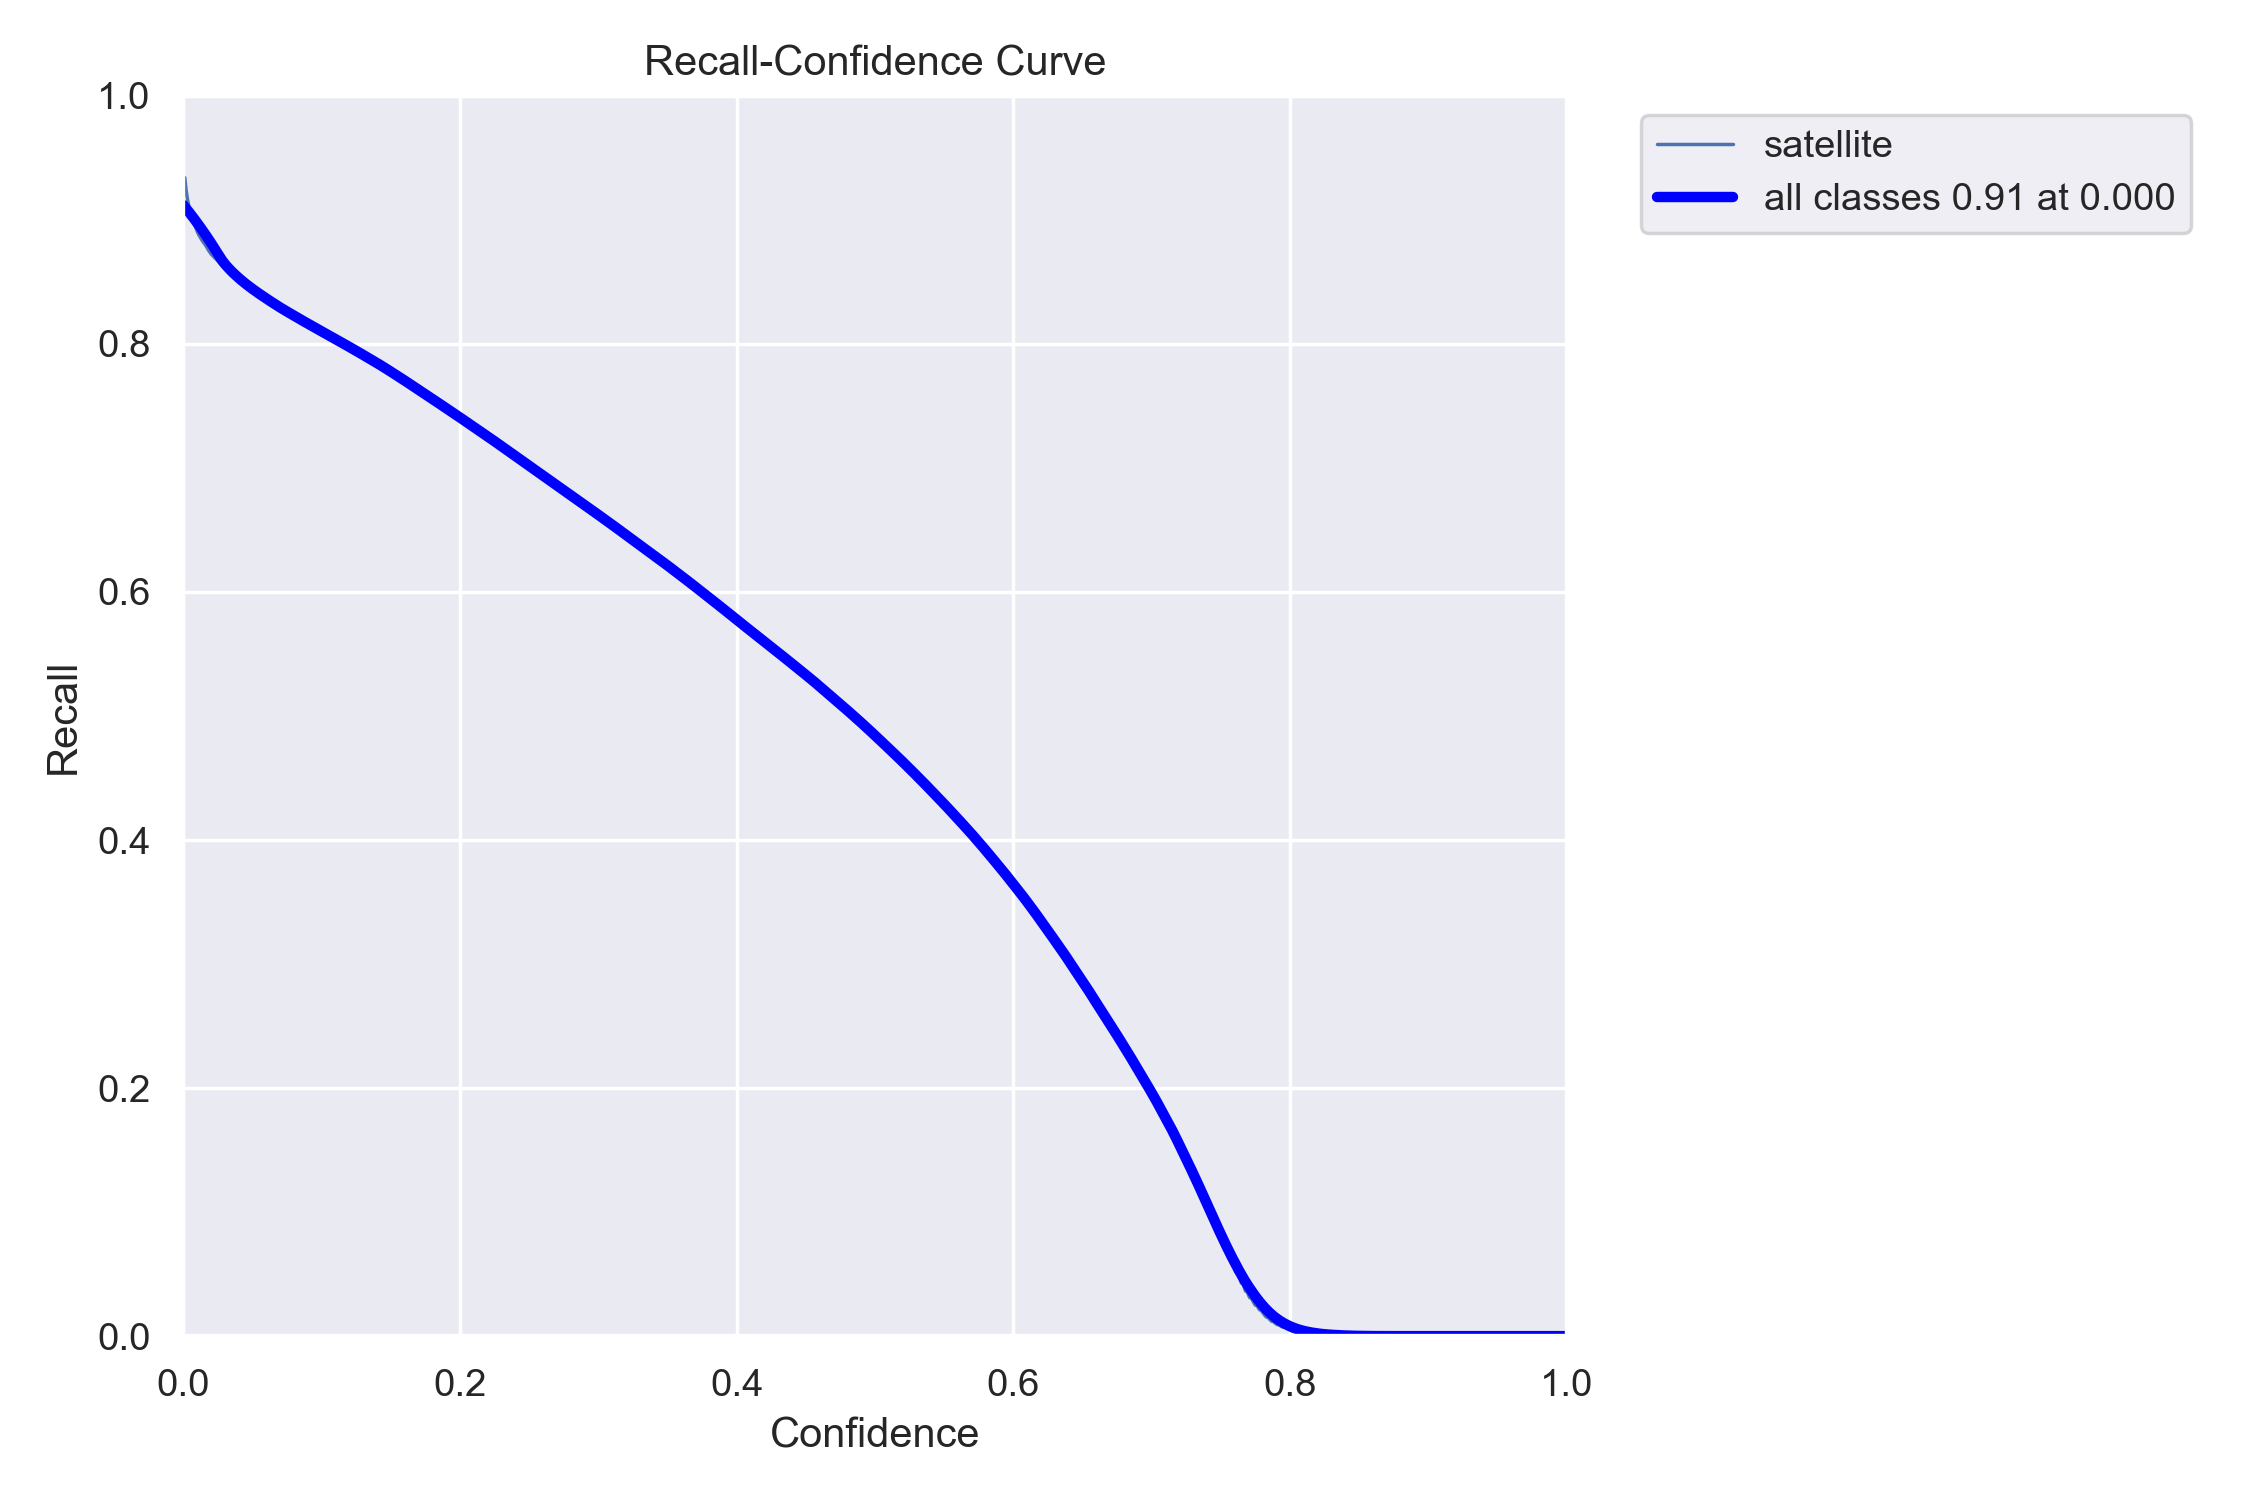 Recall-Confidence Curve
satellite
all classes 0.91 at 0.000
1.0
0.8
0.6
0.4
0.2
0.0
Recall
0.0 0.2 0.4 0.6 0.8 1.0
Confidence